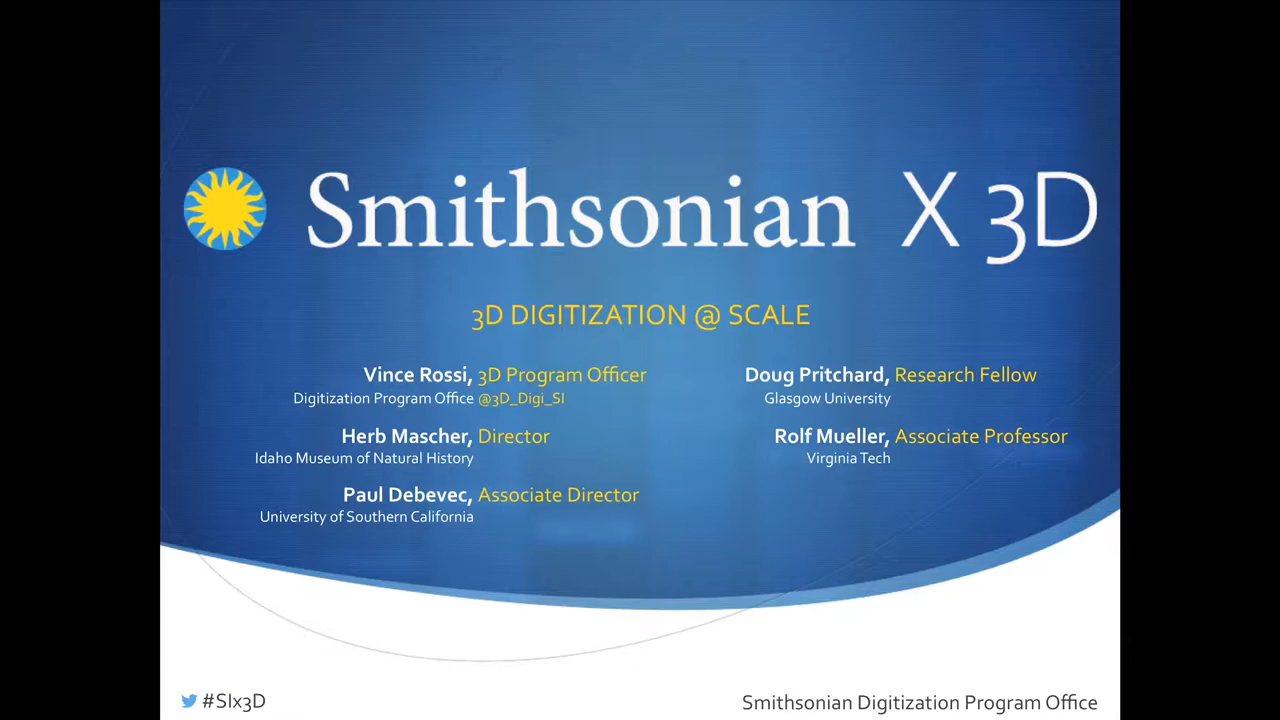 Smithsonian X 3D
3D DIGITIZATION @ SCALE
Vince Rossi, 3D Program Officer
Digitization Program Office @3D_Digi_SI
Herb Mascher, Director
Idaho Museum of Natural History
Paul Debevec, Associate Director
University of Southern California
Doug Pritchard, Research Fellow
Glasgow University
Rolf Mueller, Associate Professor
Virginia Tech
#SIx3D
Smithsonian Digitization Program Office